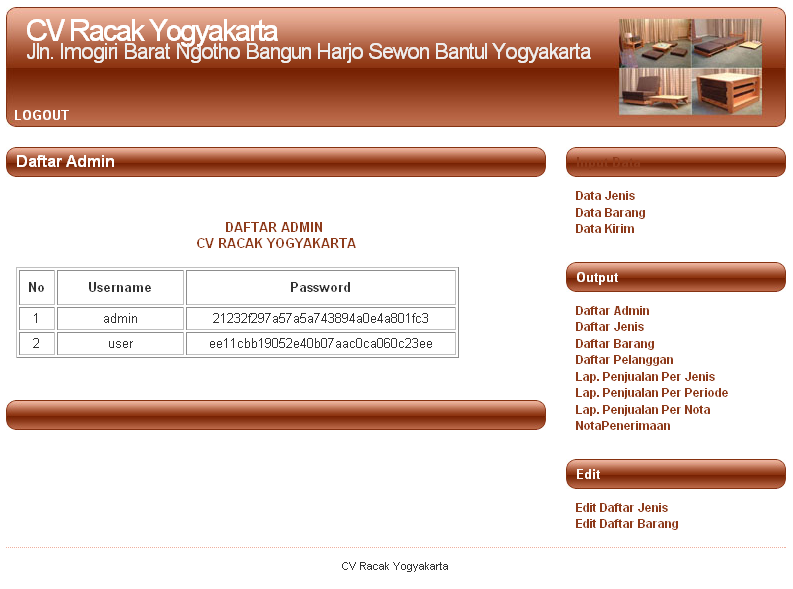 CV Racak Yogyakarta
Jln. Imogiri Barat Ngotho Bangun Harjo Sewon Bantul Yogyakarta
LOGOUT
Daftar Admin
DAFTAR ADMIN
CV RACAK YOGYAKARTA
No Username Password
1 admin 21232f297a57a5a743894a0e4a801fc3
2 user ee11cbb19052e40b07aac0ca060c23ee
Input Data
Data Jenis
Data Barang
Data Kirim
Output
Daftar Admin
Daftar Jenis
Daftar Barang
Daftar Pelanggan
Lap. Penjualan Per Jenis
Lap. Penjualan Per Periode
Lap. Penjualan Per Nota
NotaPenerimaan
Edit
Edit Daftar Jenis
Edit Daftar Barang
CV Racak Yogyakarta